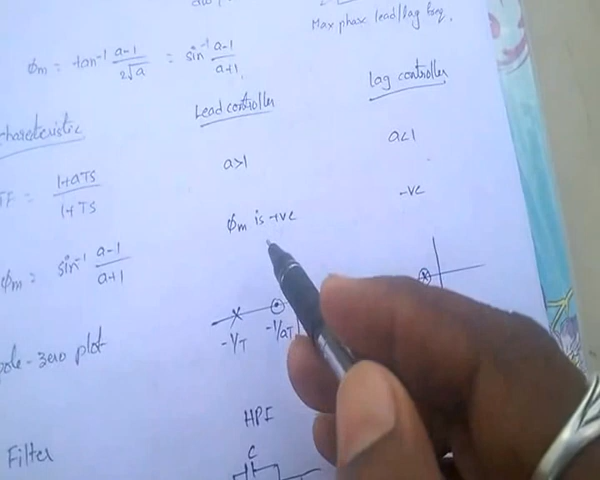 Max phax lead/lag freq.
φm = tan⁻¹ a-1/2√a = sin⁻¹ a-1/a+1
characteristic Lead controller Lag controller
TF = 1+aTS/1+TS a>1 a<1
φm is +ve -ve
φm = sin⁻¹ a-1/a+1
pole-zero plot -1/T -1/aT
Filter HPF
C